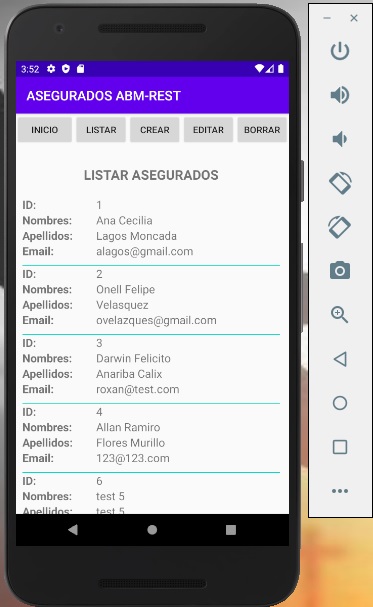 3:52
ASEGURADOS ABM-REST
INICIO LISTAR CREAR EDITAR BORRAR
LISTAR ASEGURADOS
ID: 1
Nombres: Ana Cecilia
Apellidos: Lagos Moncada
Email: alagos@gmail.com
ID: 2
Nombres: Onell Felipe
Apellidos: Velasquez
Email: ovelazques@gmail.com
ID: 3
Nombres: Darwin Felicito
Apellidos: Anariba Calix
Email: roxan@test.com
ID: 4
Nombres: Allan Ramiro
Apellidos: Flores Murillo
Email: 123@123.com
ID: 6
Nombres: test 5
Apellidos: test 5